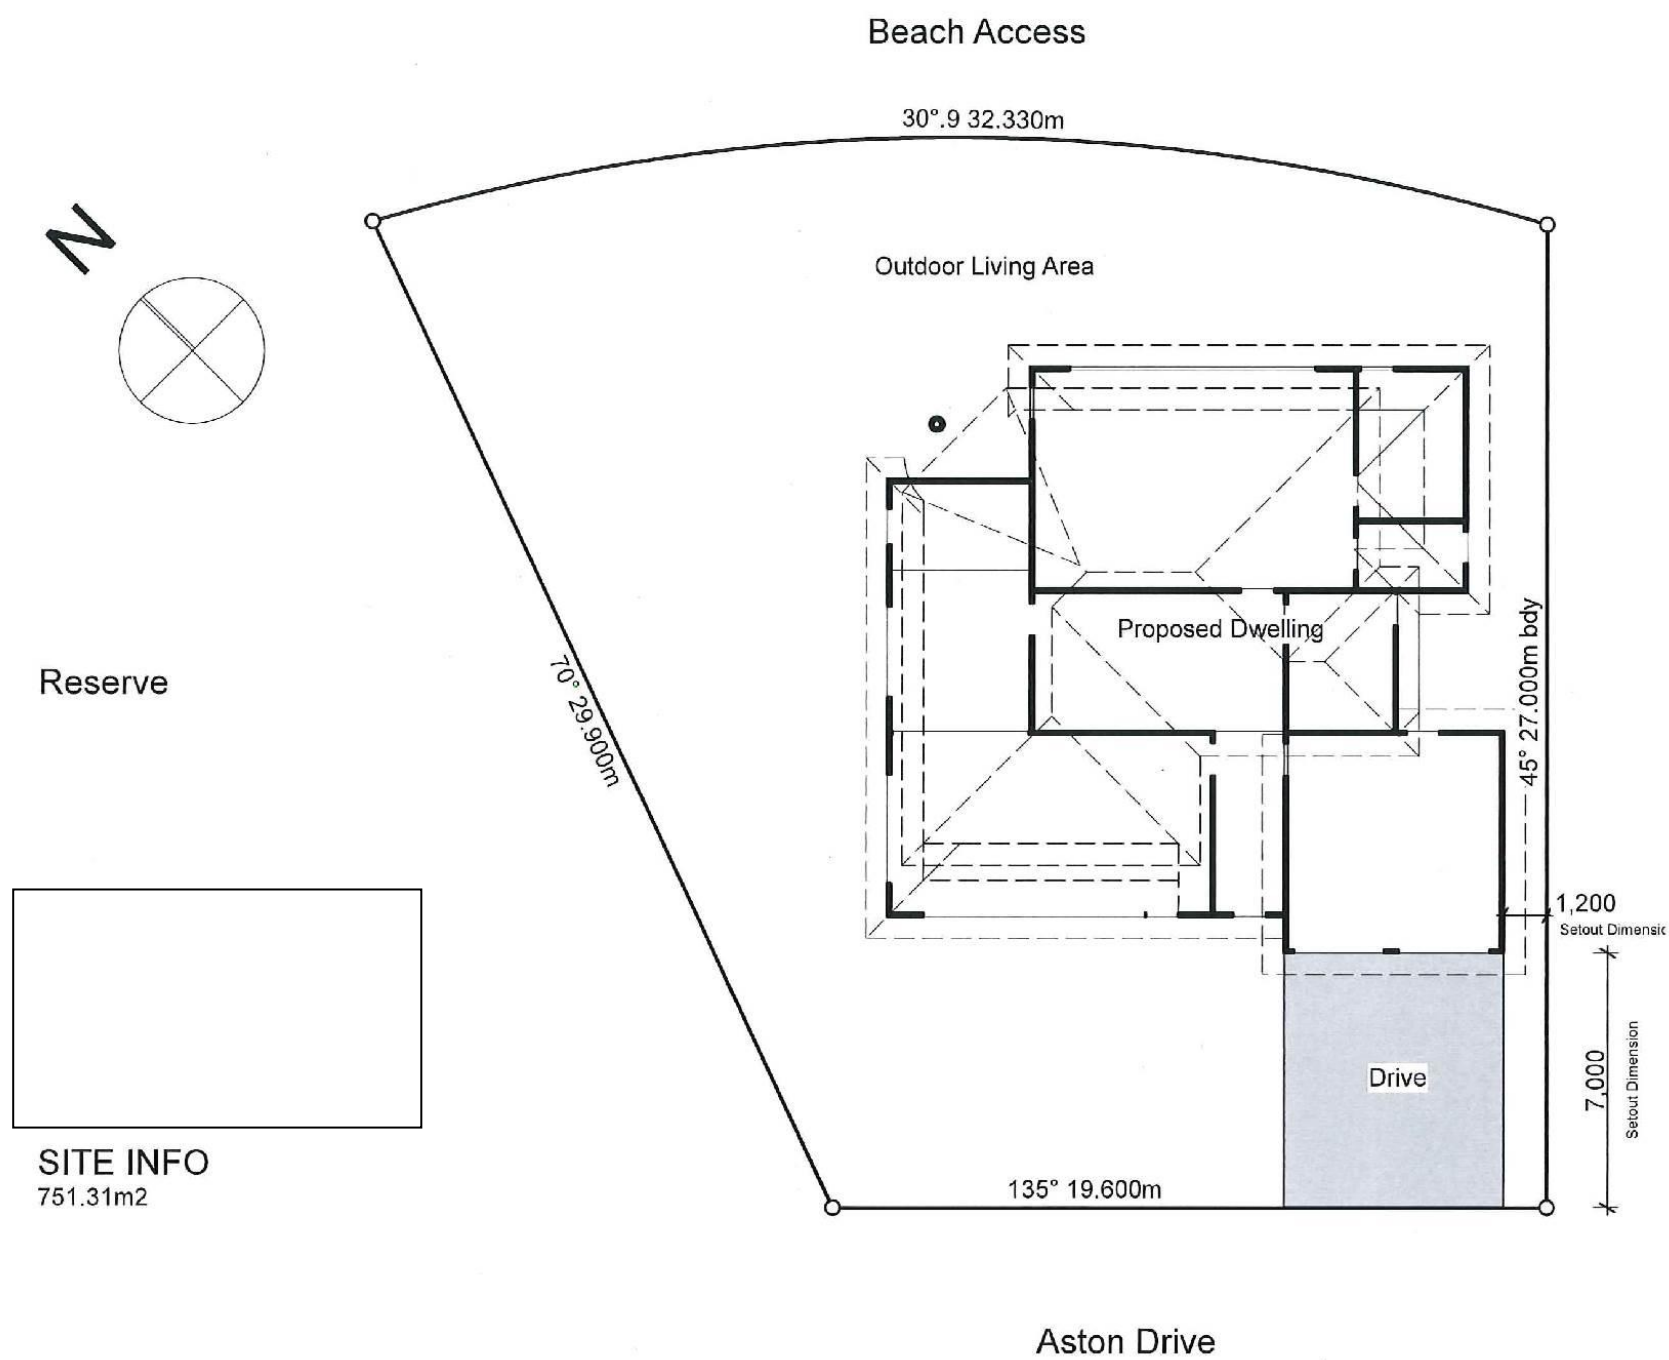 Beach Access
30°.9 32.330m
N
Outdoor Living Area
Proposed Dwelling
Reserve
70° 29.900m
45° 27.000m bdy
1,200
Setout Dimensic
7,000
Setout Dimension
Drive
SITE INFO
751.31m2
135° 19.600m
Aston Drive